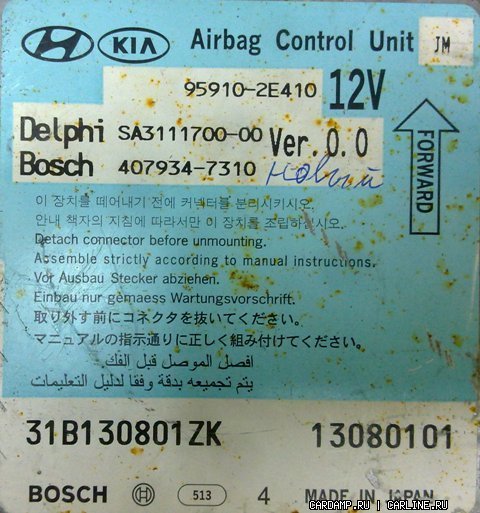 HYUNDAI KIA Airbag Control Unit JM
95910-2E410 12V
Delphi SA3111700-00 Ver.0.0
Bosch 407934-7310 новый
FORWARD
이 장치를 떼어내기 전에 커넥터를 분리시키시오.
안내 책자의 지침에 따라서만 이 장치를 조립하십시오.
Detach connector before unmounting.
Assemble strictly according to manual instructions.
Vor Ausbau Stecker abziehen.
Einbau nur gemaess Wartungsvorschrift.
取り外す前にコネクタを抜いてください。
マニュアルの指示通りに正しく組み付けてください。
افصل الموصل قبل الفك.
يتم تجميعه بدقة وفقا لدليل التعليمات
31B130801ZK 13080101
BOSCH 513 4 MADE IN JAPAN
CARDAMP.RU | CARLINE.RU